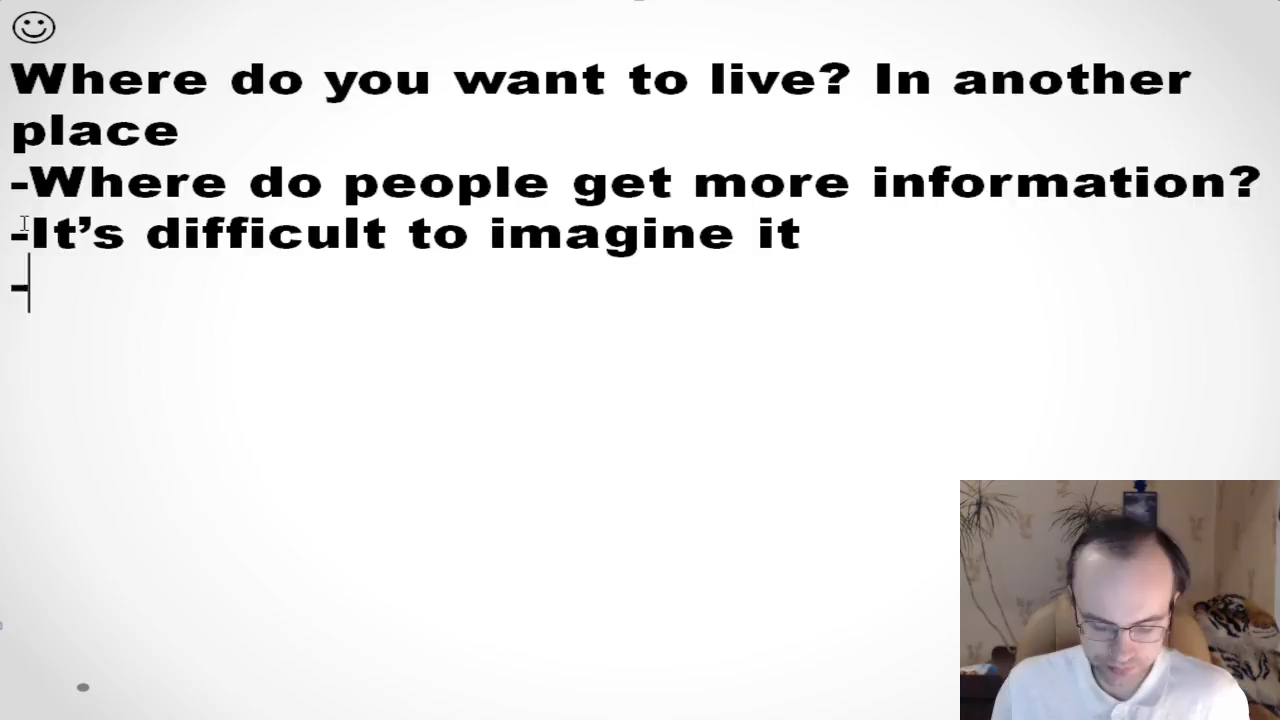 Where do you want to live? In another
place
-Where do people get more information?
-It’s difficult to imagine it
-